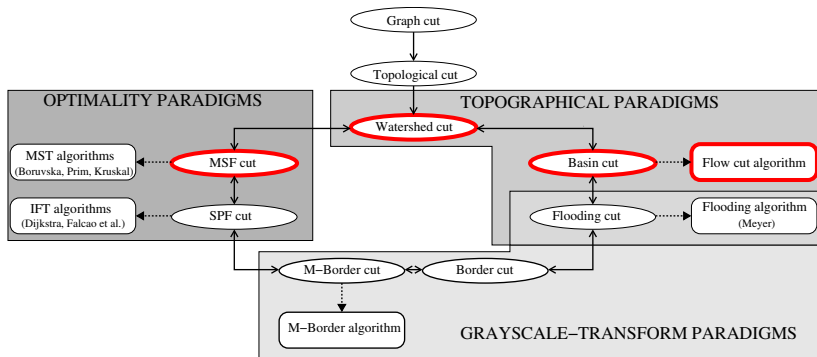 Graph cut
Topological cut
OPTIMALITY PARADIGMS
TOPOGRAPHICAL PARADIGMS
Watershed cut
MST algorithms
(Boruvska, Prim, Kruskal)
MSF cut
Basin cut
Flow cut algorithm
IFT algorithms
(Dijkstra, Falcao et al.)
SPF cut
Flooding cut
Flooding algorithm
(Meyer)
M−Border cut
Border cut
M−Border algorithm
GRAYSCALE−TRANSFORM PARADIGMS